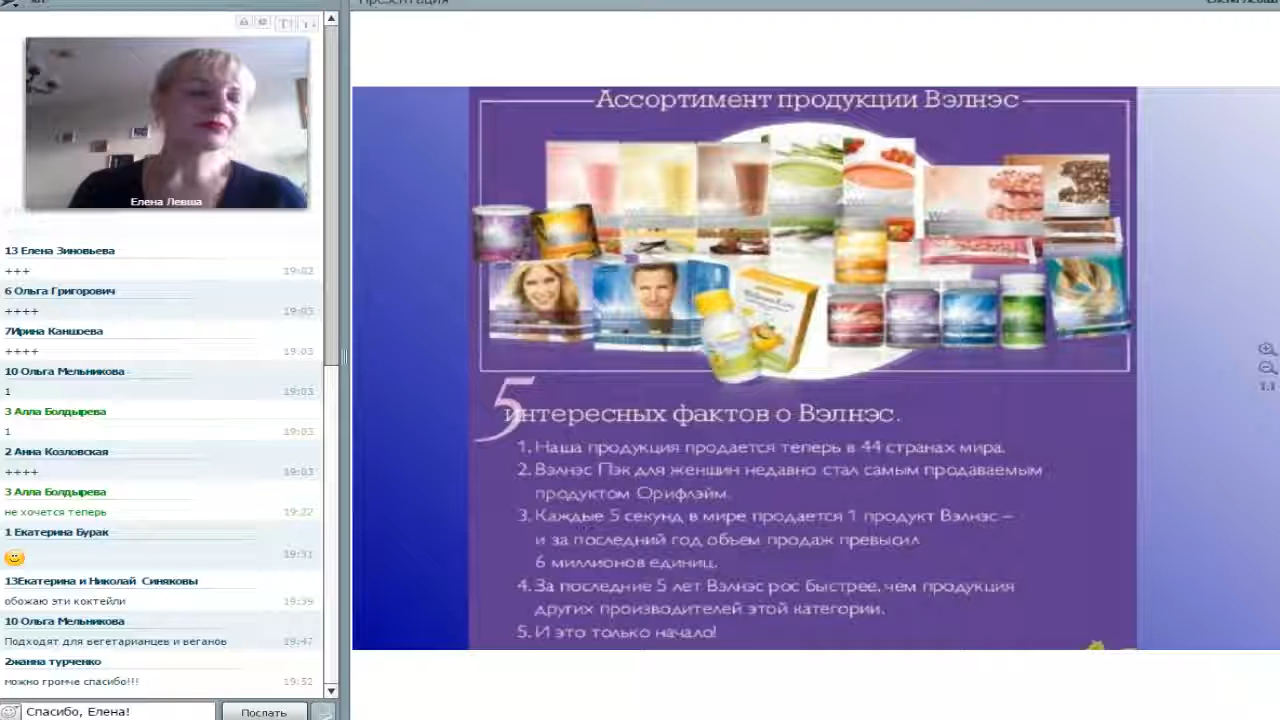 Презентация
Елена Левша
Елена Левша
13 Елена Зиновьева
+++
19:02
6 Ольга Григорович
++++
19:03
7Ирина Каншоева
++++
19:03
10 Ольга Мельникова
1
19:03
3 Алла Болдырева
1
19:03
2 Анна Козловская
++++
19:03
3 Алла Болдырева
не хочется теперь
19:22
1 Екатерина Бурак
19:31
13Екатерина и Николай Синяковы
обожаю эти коктейли
19:39
10 Ольга Мельникова
Подходят для вегетарианцев и веганов
19:47
2жанна турченко
можно громче спасибо!!!
19:52
Спасибо, Елена!
Послать
Ассортимент продукции Вэлнэс
5 интересных фактов о Вэлнэс.
1. Наша продукция продается теперь в 44 странах мира.
2. Вэлнэс Пэк для женщин недавно стал самым продаваемым
продуктом Орифлэйм.
3. Каждые 5 секунд в мире продается 1 продукт Вэлнэс –
и за последний год объем продаж превысил
6 миллионов единиц.
4. За последние 5 лет Вэлнэс рос быстрее, чем продукция
других производителей этой категории.
5. И это только начало!
1:1